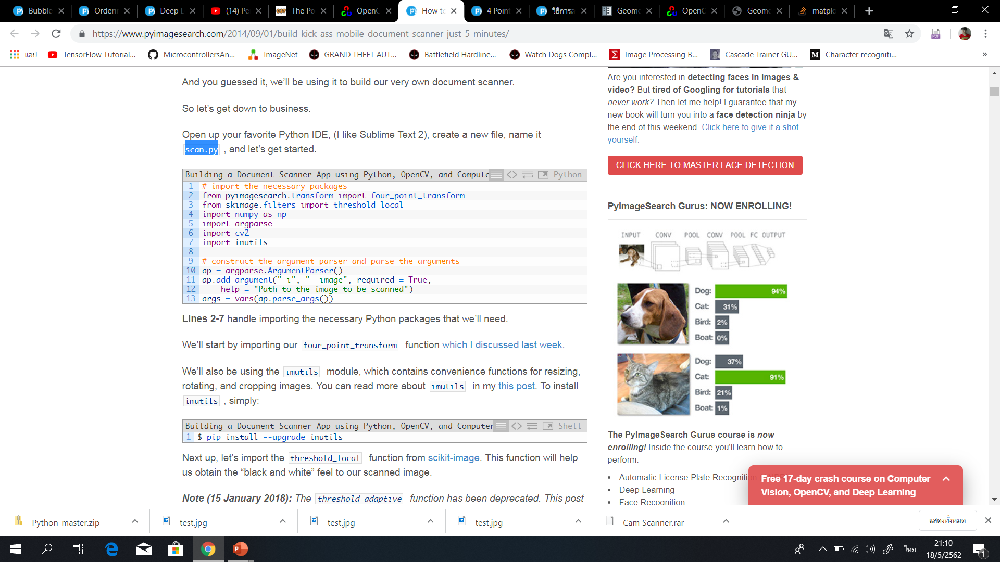 Bubble
Orderi
Deep L
(14) Pe
The Po
OpenC
How to
4 Point
วิธีการส
Geome
OpenC
Geome
matplo
https://www.pyimagesearch.com/2014/09/01/build-kick-ass-mobile-document-scanner-just-5-minutes/
แอป
TensorFlow Tutorial...
MicrocontrollersAn...
ImageNet
GRAND THEFT AUT...
Battlefield Hardline...
Watch Dogs Compl...
Image Processing B...
Cascade Trainer GU...
Character recogniti...
»
And you guessed it, we’ll be using it to build our very own document scanner.
So let’s get down to business.
Open up your favorite Python IDE, (I like Sublime Text 2), create a new file, name it
scan.py , and let’s get started.
Building a Document Scanner App using Python, OpenCV, and Compute Python
1 # import the necessary packages
2 from pyimagesearch.transform import four_point_transform
3 from skimage.filters import threshold_local
4 import numpy as np
5 import argparse
6 import cv2
7 import imutils
8
9 # construct the argument parser and parse the arguments
10 ap = argparse.ArgumentParser()
11 ap.add_argument("-i", "--image", required = True,
12 help = "Path to the image to be scanned")
13 args = vars(ap.parse_args())
Lines 2-7 handle importing the necessary Python packages that we’ll need.
We’ll start by importing our four_point_transform function which I discussed last week.
We’ll also be using the imutils module, which contains convenience functions for resizing,
rotating, and cropping images. You can read more about imutils in my this post. To install
imutils , simply:
Building a Document Scanner App using Python, OpenCV, and Computer Shell
1 $ pip install --upgrade imutils
Next up, let’s import the threshold_local function from scikit-image. This function will help
us obtain the “black and white” feel to our scanned image.
Note (15 January 2018): The threshold_adaptive function has been deprecated. This post
Are you interested in detecting faces in images &
video? But tired of Googling for tutorials that
never work? Then let me help! I guarantee that my
new book will turn you into a face detection ninja by
the end of this weekend. Click here to give it a shot
yourself.
CLICK HERE TO MASTER FACE DETECTION
PyImageSearch Gurus: NOW ENROLLING!
INPUT CONV POOL CONV POOL FC OUTPUT
Dog: 94%
Cat: 31%
Bird: 2%
Boat: 0%
Dog: 37%
Cat: 91%
Bird: 21%
Boat: 1%
The PyImageSearch Gurus course is now
enrolling! Inside the course you'll learn how to
perform:
• Automatic License Plate Recognition
• Deep Learning
• Face Recognition
Free 17-day crash course on Computer
Vision, OpenCV, and Deep Learning
Python-master.zip
test.jpg
test.jpg
test.jpg
Cam Scanner.rar
แสดงทั้งหมด
ไทย
21:10
18/5/2562
1